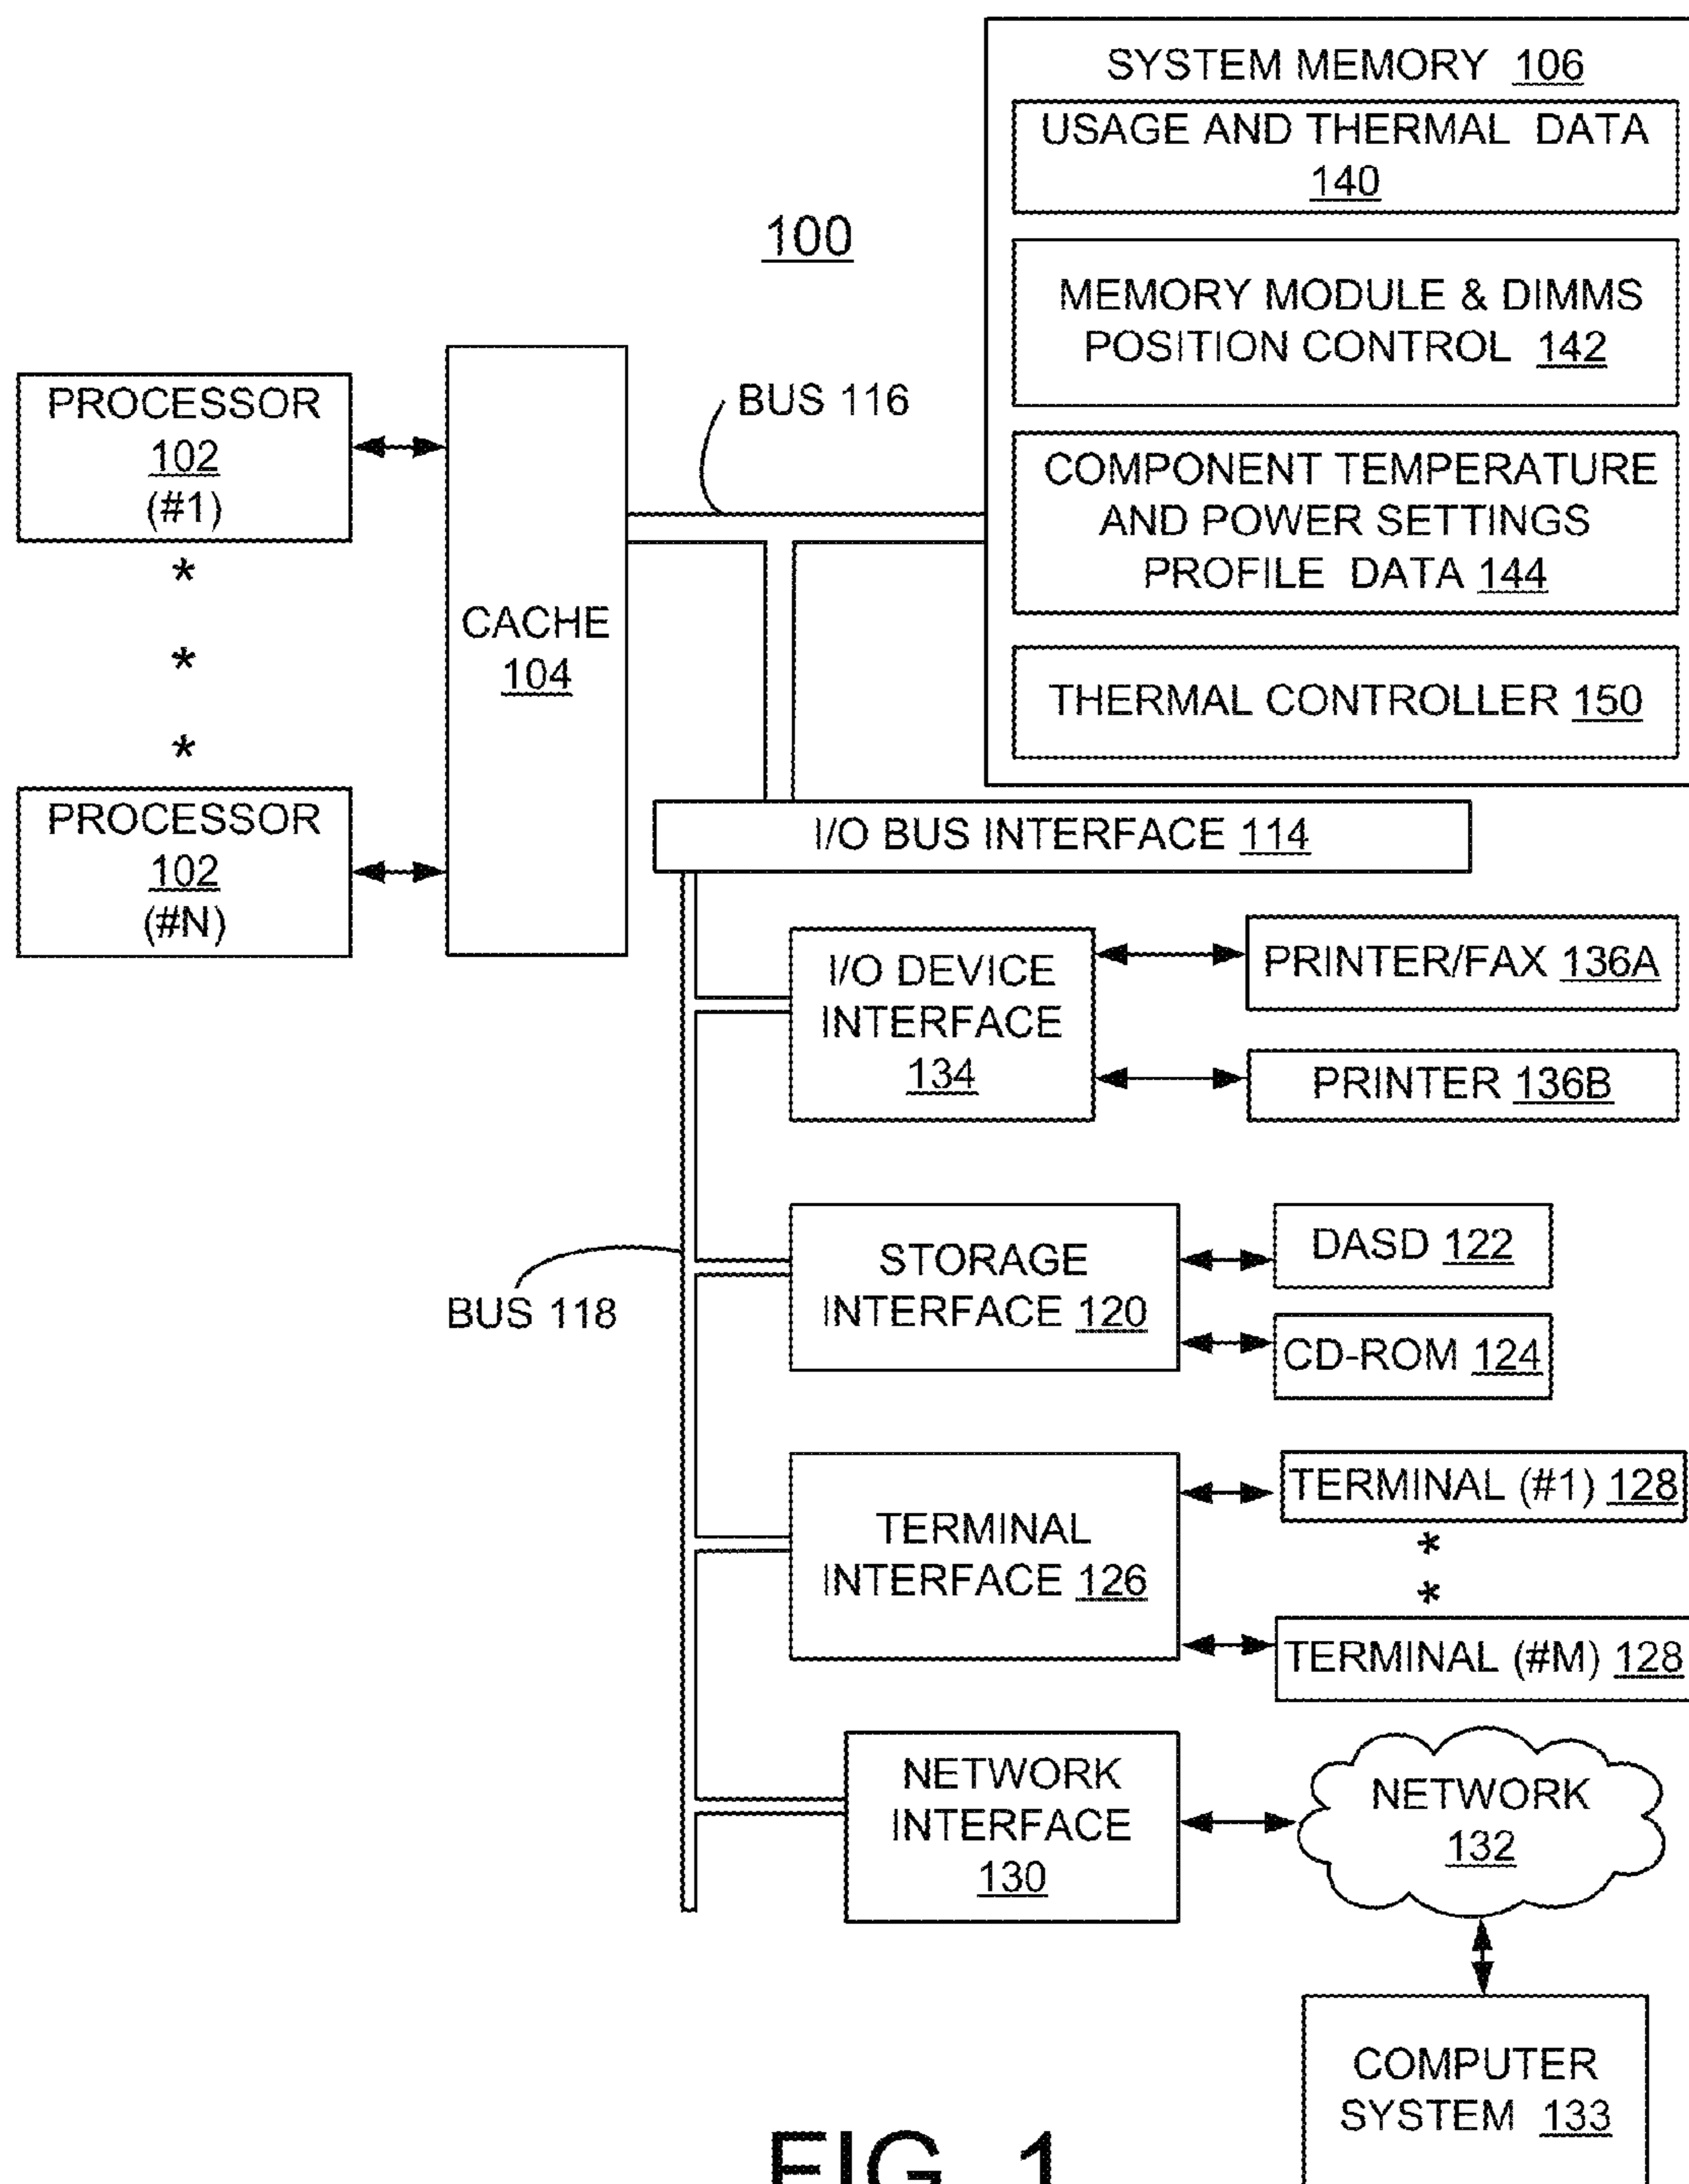 SYSTEM MEMORY 106
USAGE AND THERMAL DATA
140
100
MEMORY MODULE & DIMMS
POSITION CONTROL 142
COMPONENT TEMPERATURE
AND POWER SETTINGS
PROFILE DATA 144
THERMAL CONTROLLER 150
BUS 116
PROCESSOR
102
(#1)
*
*
*
PROCESSOR
102
(#N)
CACHE
104
I/O BUS INTERFACE 114
I/O DEVICE
INTERFACE
134
PRINTER/FAX 136A
PRINTER 136B
BUS 118
STORAGE
INTERFACE 120
DASD 122
CD-ROM 124
TERMINAL
INTERFACE 126
TERMINAL (#1) 128
*
*
TERMINAL (#M) 128
NETWORK
INTERFACE
130
NETWORK
132
COMPUTER
SYSTEM 133
FIG. 1